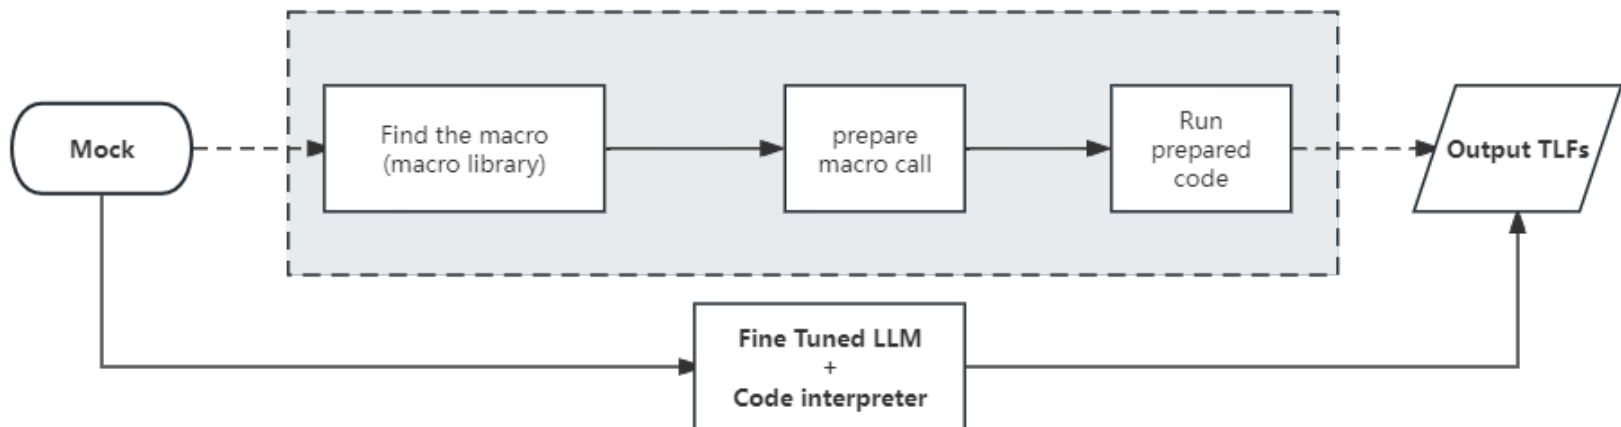 Mock
Find the macro
(macro library)
prepare
macro call
Run
prepared
code
Output TLFs
Fine Tuned LLM
+
Code interpreter